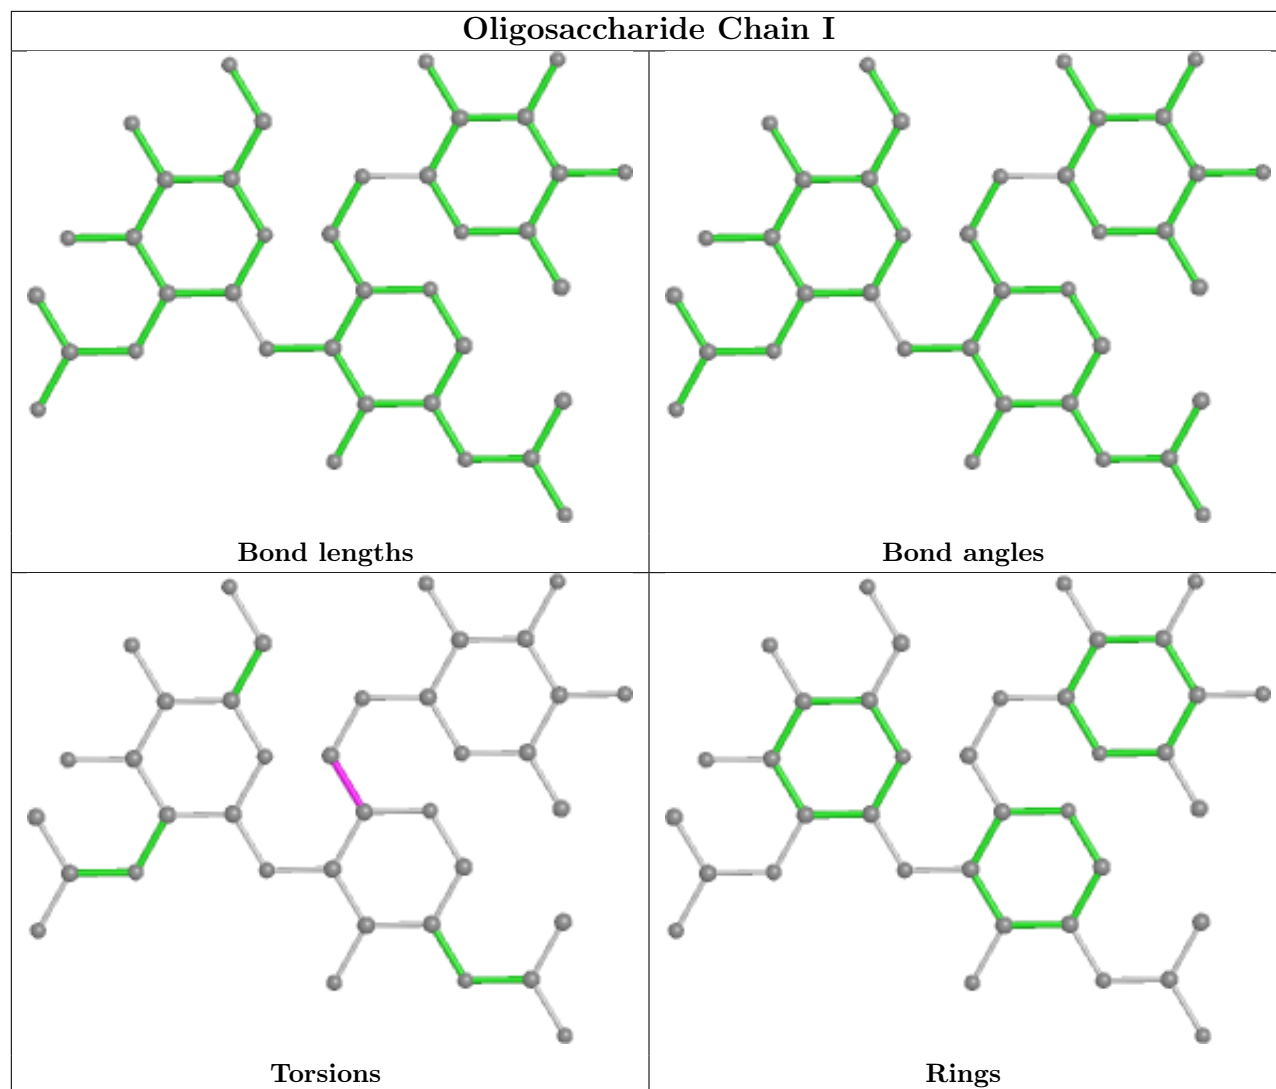 Oligosaccharide Chain I
Bond lengths
Bond angles
Torsions
Rings